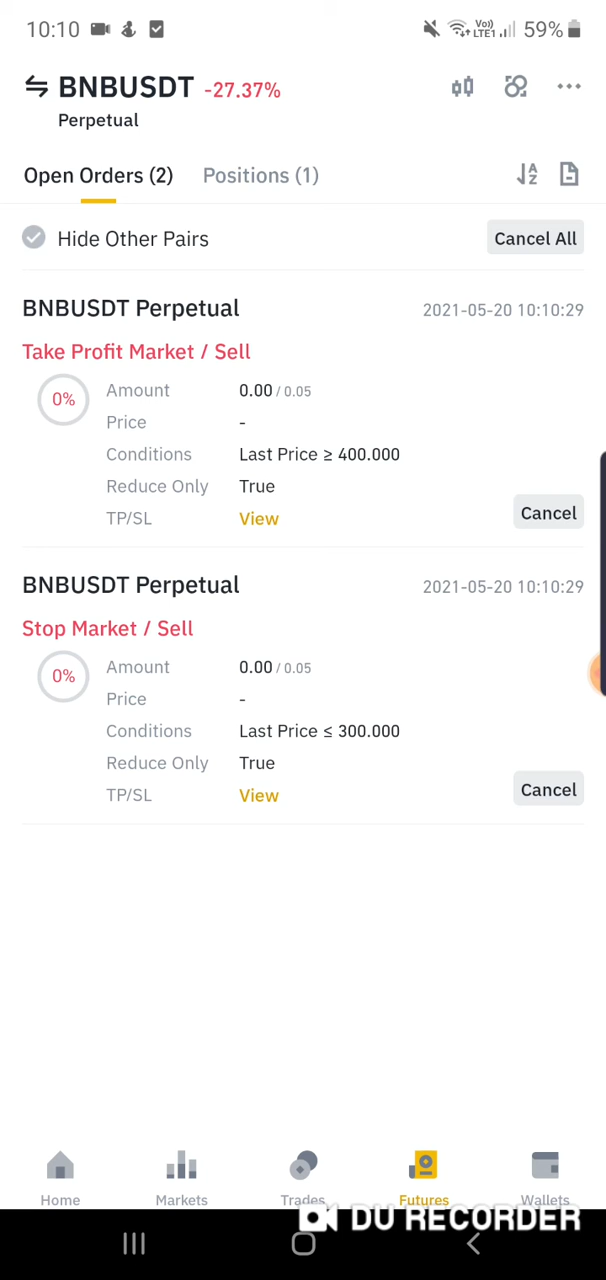 10:10 Vo)) LTE1 59%
BNBUSDT -27.37%
Perpetual
Open Orders (2) Positions (1)
Hide Other Pairs Cancel All
BNBUSDT Perpetual 2021-05-20 10:10:29
Take Profit Market / Sell
0% Amount 0.00 / 0.05
Price -
Conditions Last Price ≥ 400.000
Reduce Only True
TP/SL View Cancel
BNBUSDT Perpetual 2021-05-20 10:10:29
Stop Market / Sell
0% Amount 0.00 / 0.05
Price -
Conditions Last Price ≤ 300.000
Reduce Only True
TP/SL View Cancel
Home Markets Trades Futures Wallets
DU RECORDER